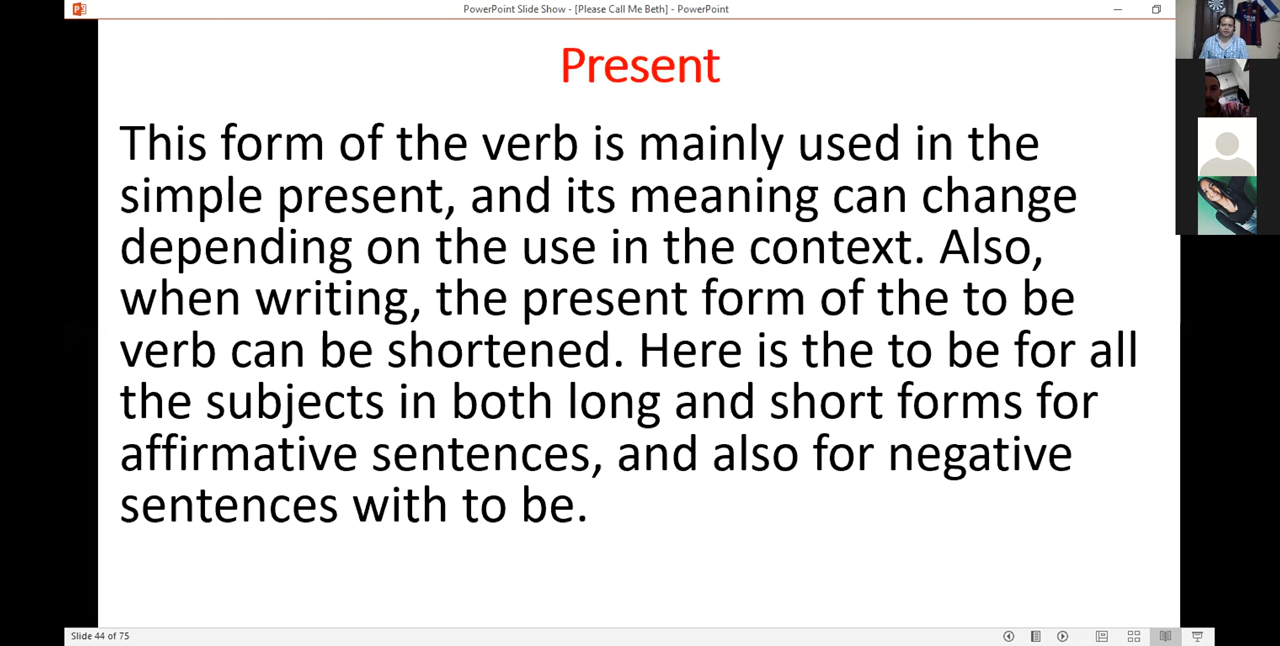 PowerPoint Slide Show - [Please Call Me Beth] - PowerPoint
Present
This form of the verb is mainly used in the
simple present, and its meaning can change
depending on the use in the context. Also,
when writing, the present form of the to be
verb can be shortened. Here is the to be for all
the subjects in both long and short forms for
affirmative sentences, and also for negative
sentences with to be.
Slide 44 of 75